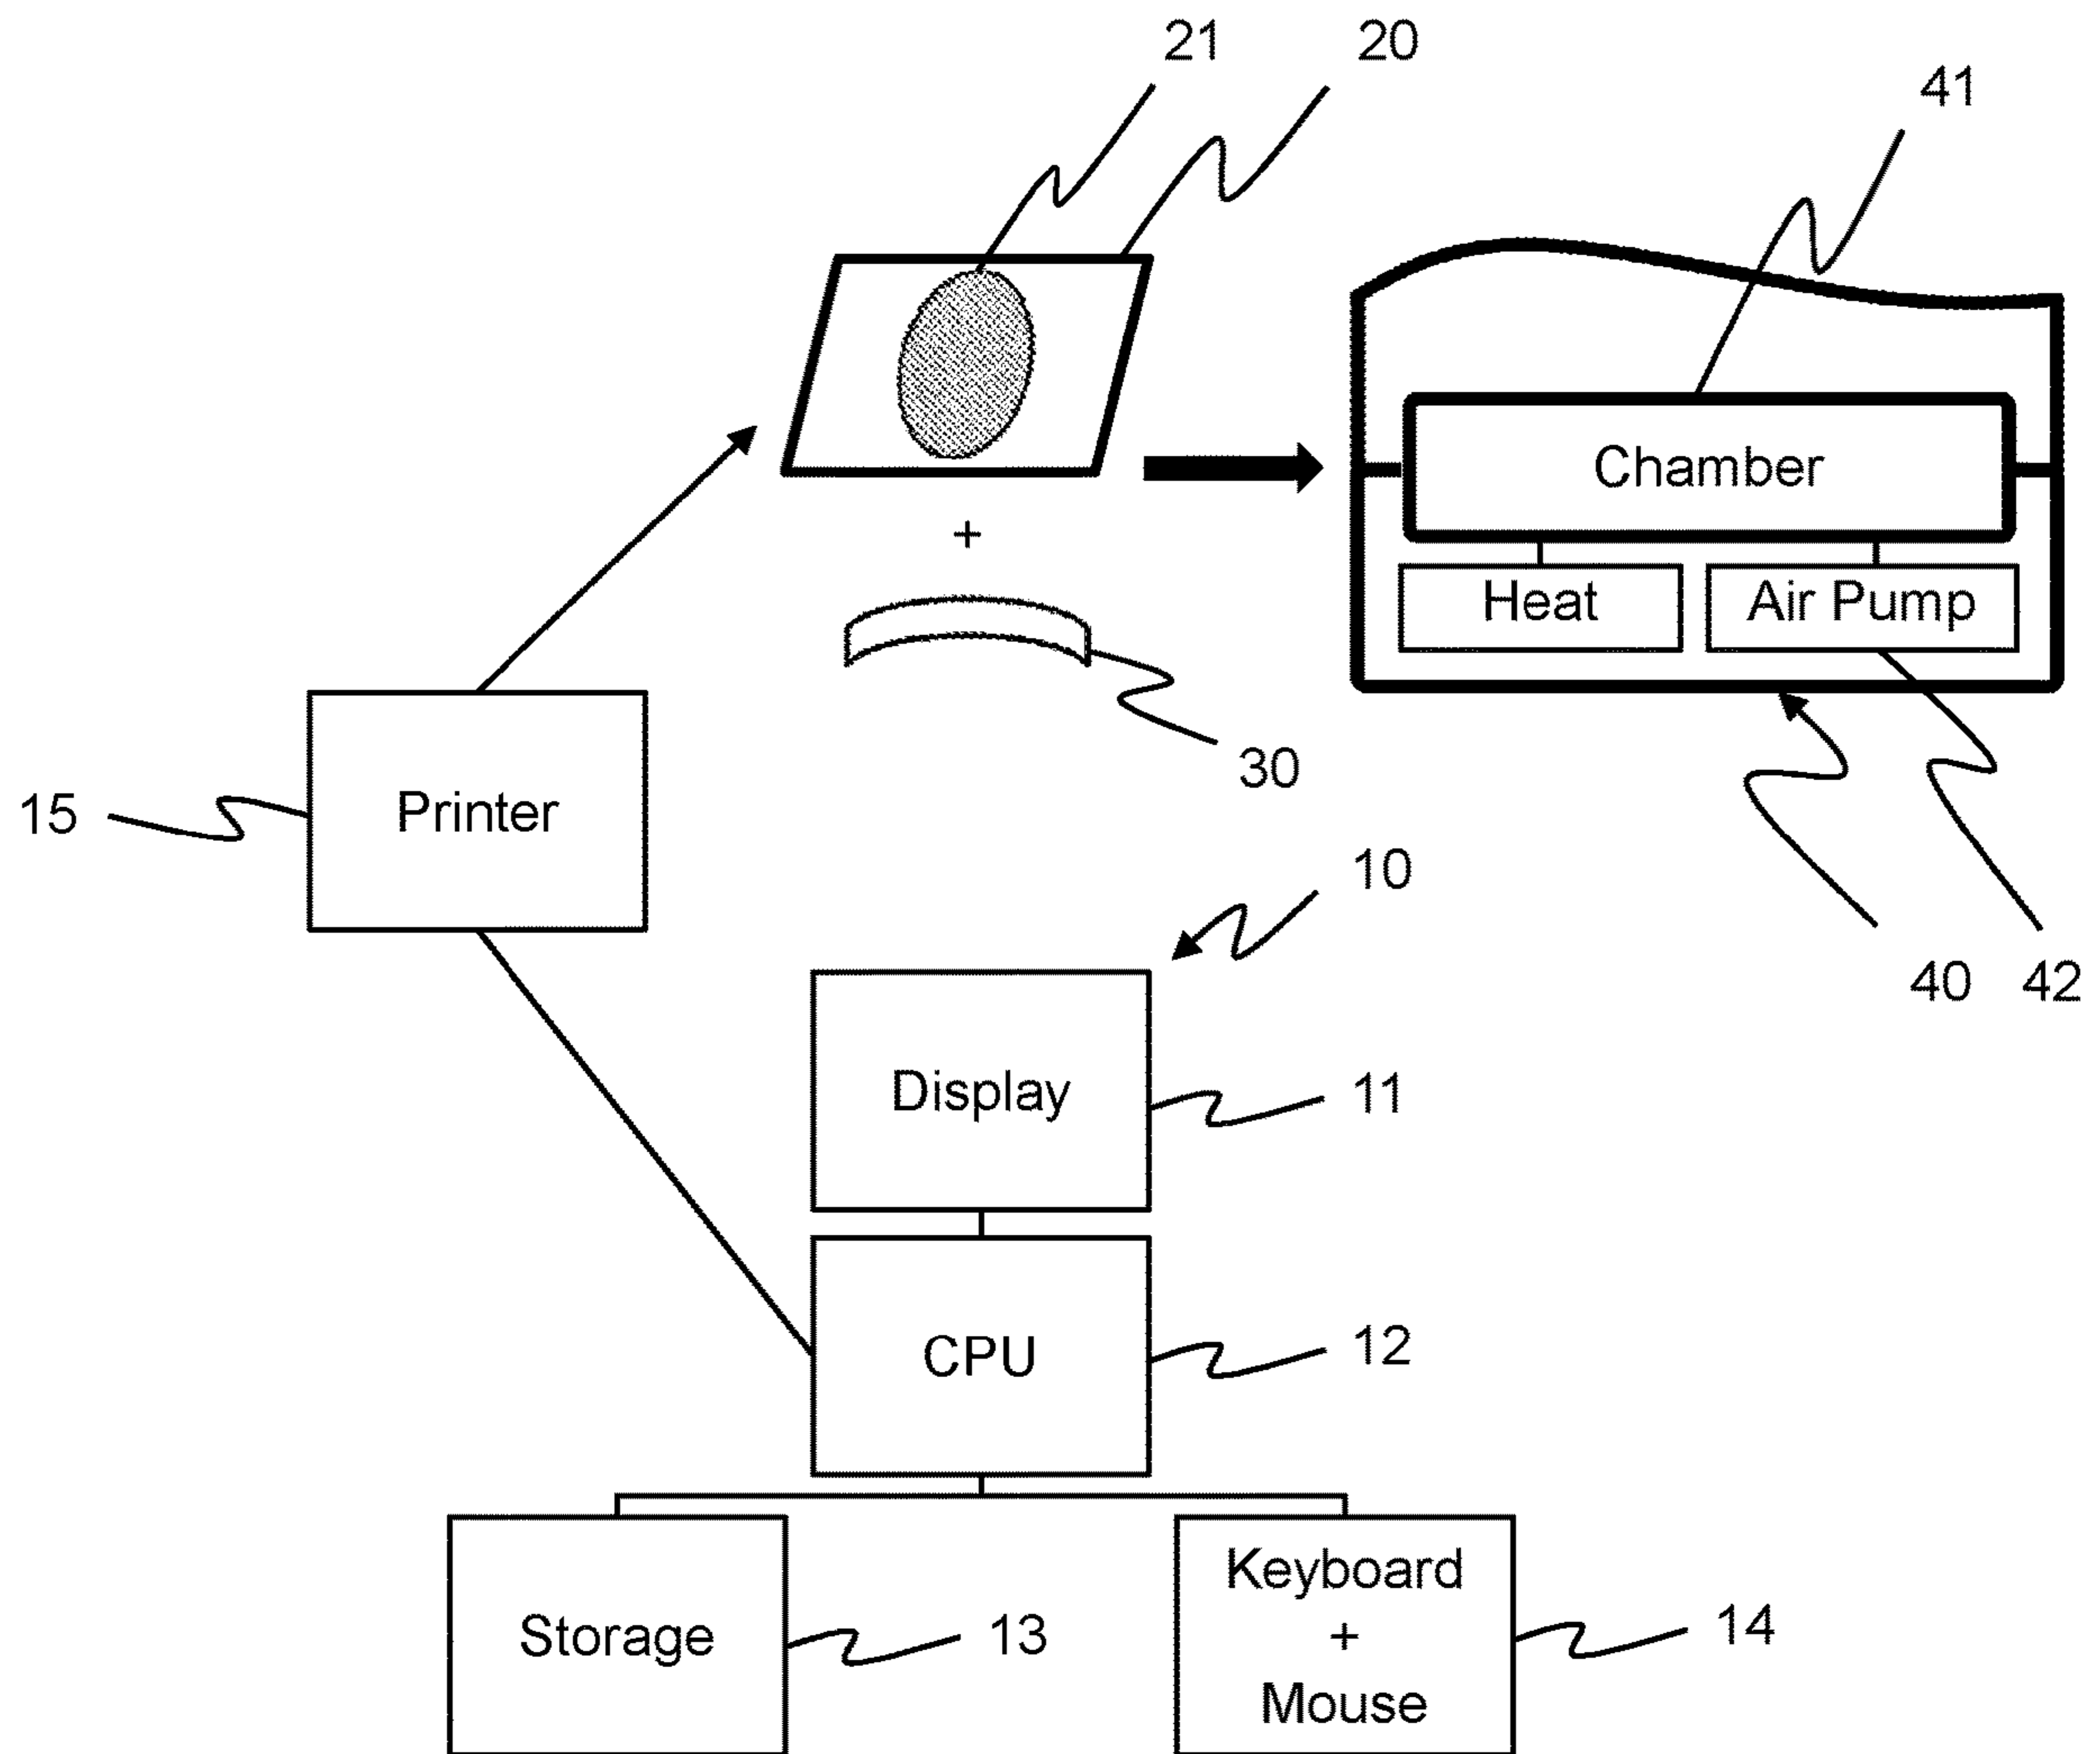 21
20
41
Chamber
+
Heat
Air Pump
30
Printer
15
10
40
42
Display
11
CPU
12
Keyboard
+
Mouse
Storage
13
14